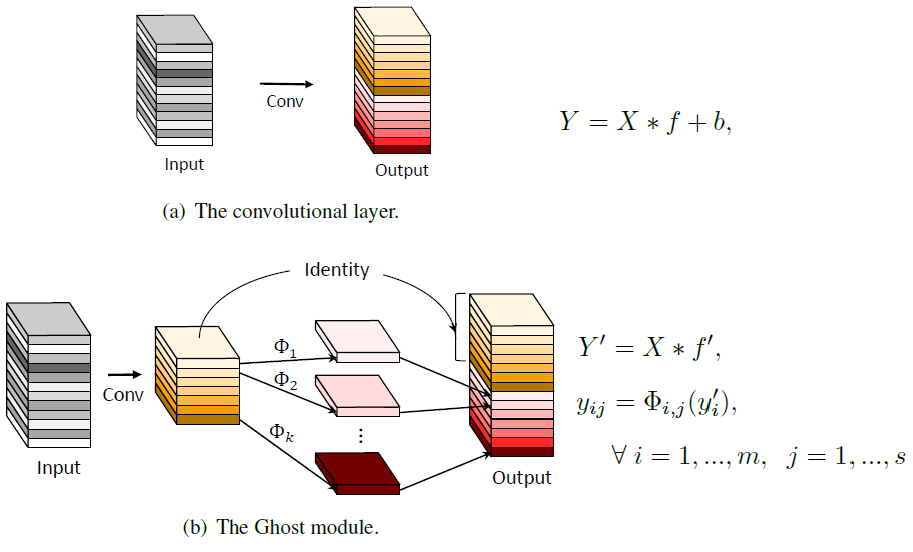 Conv
Input
Output
Y = X ∗ f + b,
(a) The convolutional layer.
Identity
Φ1
Φ2
Φk
...
Conv
Input
Output
Y′ = X ∗ f′,
yij = Φi,j(y′i),
∀ i = 1, ..., m, j = 1, ..., s
(b) The Ghost module.